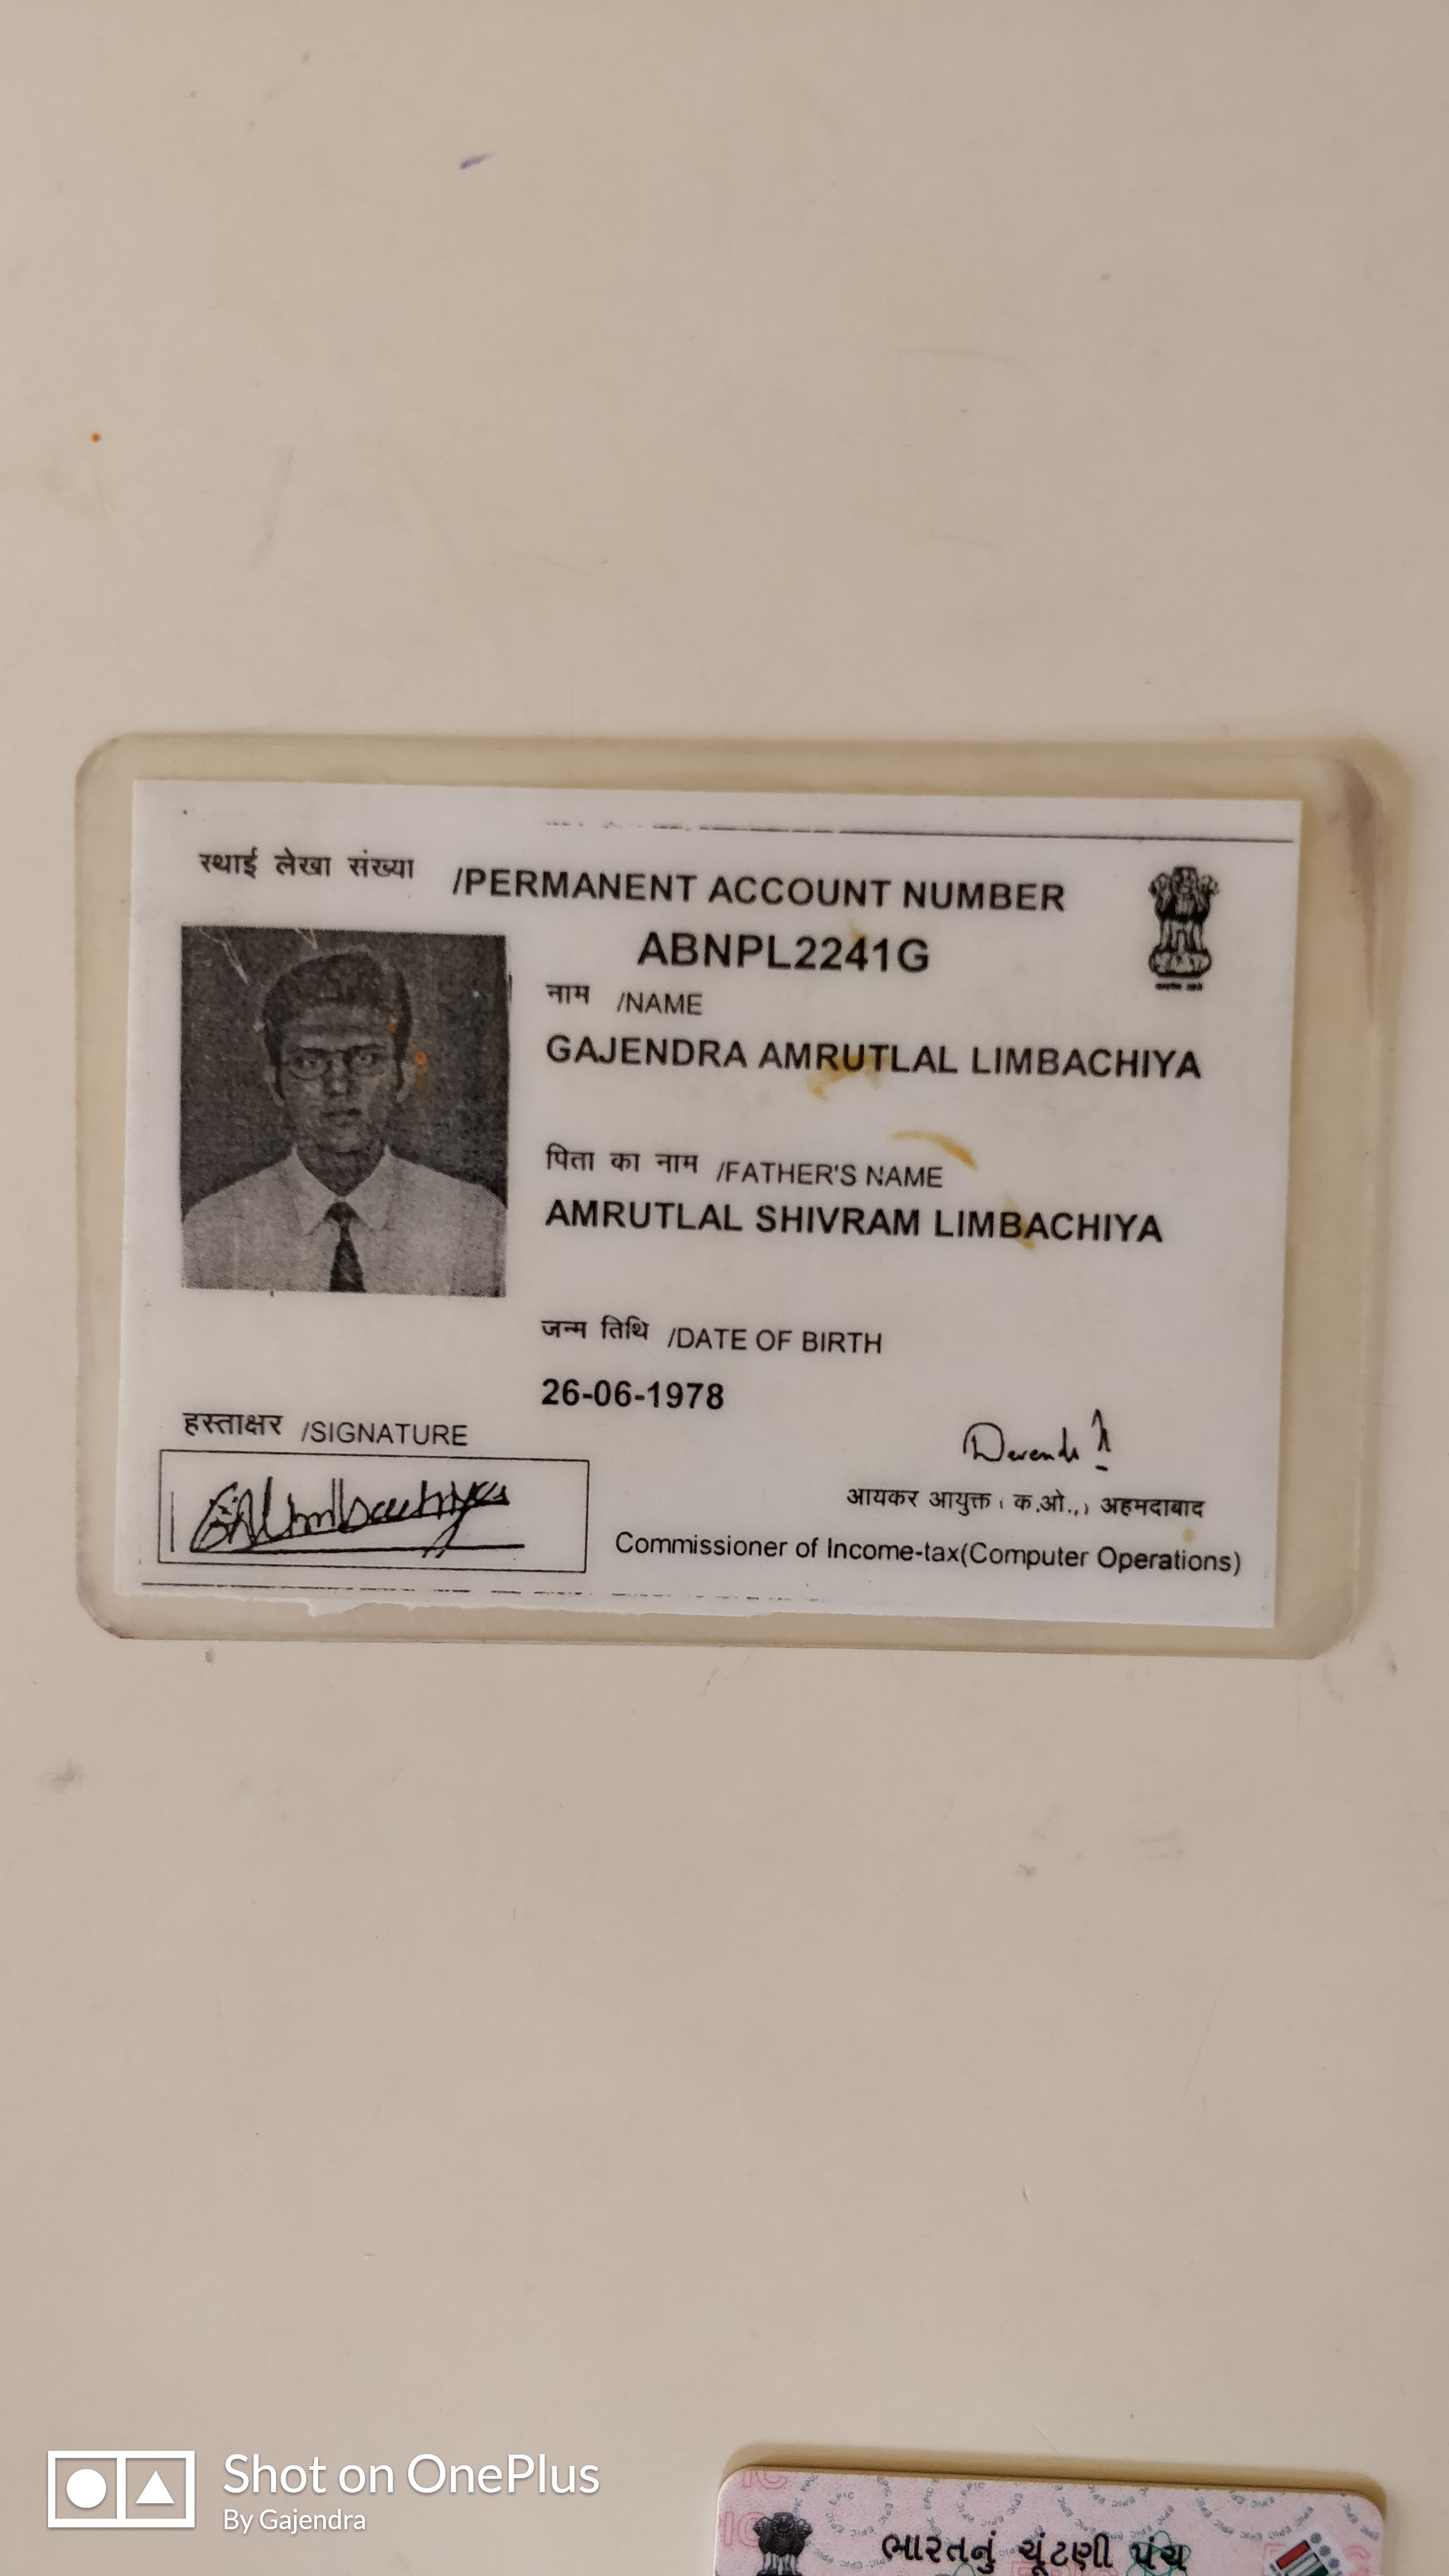 स्थाई लेखा संख्या /PERMANENT ACCOUNT NUMBER
ABNPL2241G
नाम /NAME
GAJENDRA AMRUTLAL LIMBACHIYA
पिता का नाम /FATHER'S NAME
AMRUTLAL SHIVRAM LIMBACHIYA
जन्म तिथि /DATE OF BIRTH
26-06-1978
हस्ताक्षर /SIGNATURE
आयकर आयुक्त (क.ओ.,) अहमदाबाद
Commissioner of Income-tax(Computer Operations)
Shot on OnePlus
By Gajendra
ભારતનું ચૂંટણી પંચ